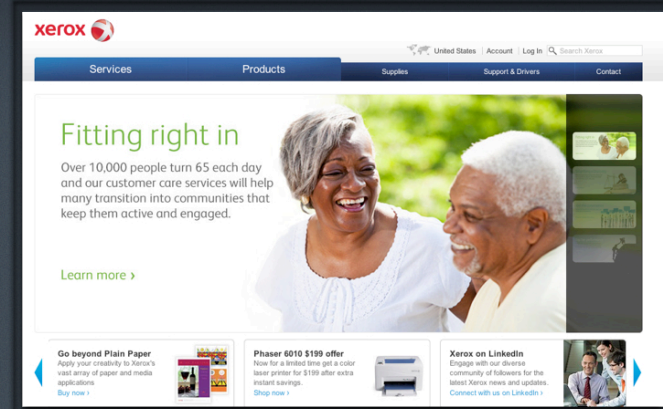 xerox
United States Account Log In Search Xerox
Services Products Supplies Support & Drivers Contact
Fitting right in
Over 10,000 people turn 65 each day
and our customer care services will help
many transition into communities that
keep them active and engaged.
Learn more ›
Go beyond Plain Paper
Apply your creativity to Xerox's
vast array of paper and media
applications
Buy now ›
Phaser 6010 $199 offer
Now for a limited time get a color
laser printer for $199 after extra
instant savings.
Shop now ›
Xerox on LinkedIn
Engage with our diverse
community of followers for the
latest Xerox news and updates.
Connect with us on LinkedIn ›